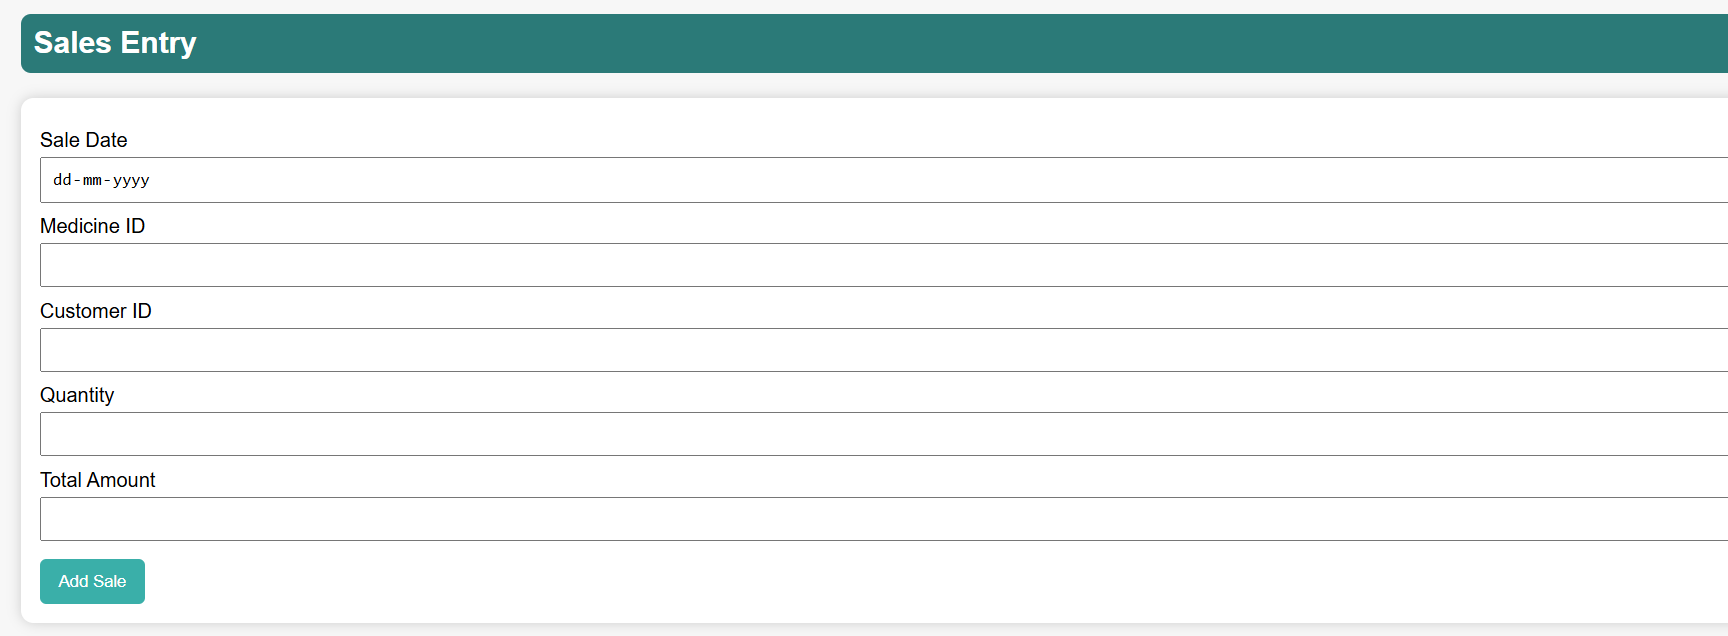 Sales Entry
Sale Date
dd-mm-yyyy
Medicine ID
Customer ID
Quantity
Total Amount
Add Sale